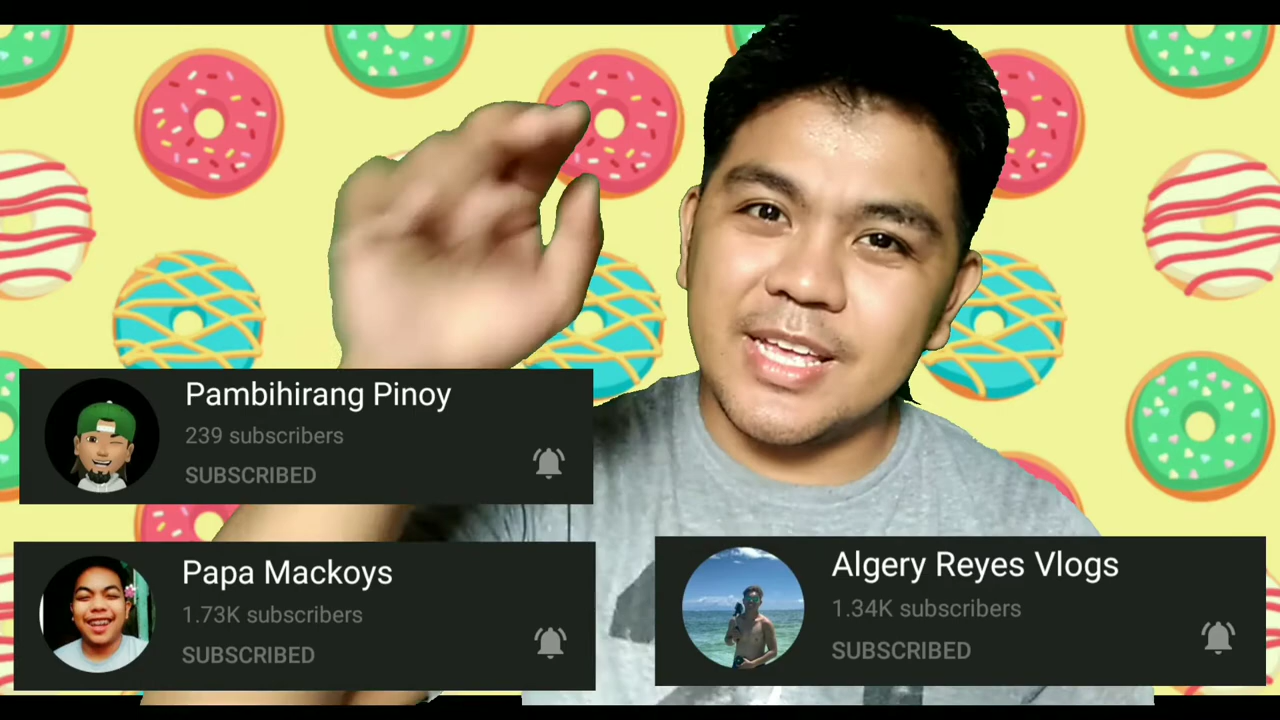 Pambihirang Pinoy
239 subscribers
SUBSCRIBED
Papa Mackoys
1.73K subscribers
SUBSCRIBED
Algery Reyes Vlogs
1.34K subscribers
SUBSCRIBED